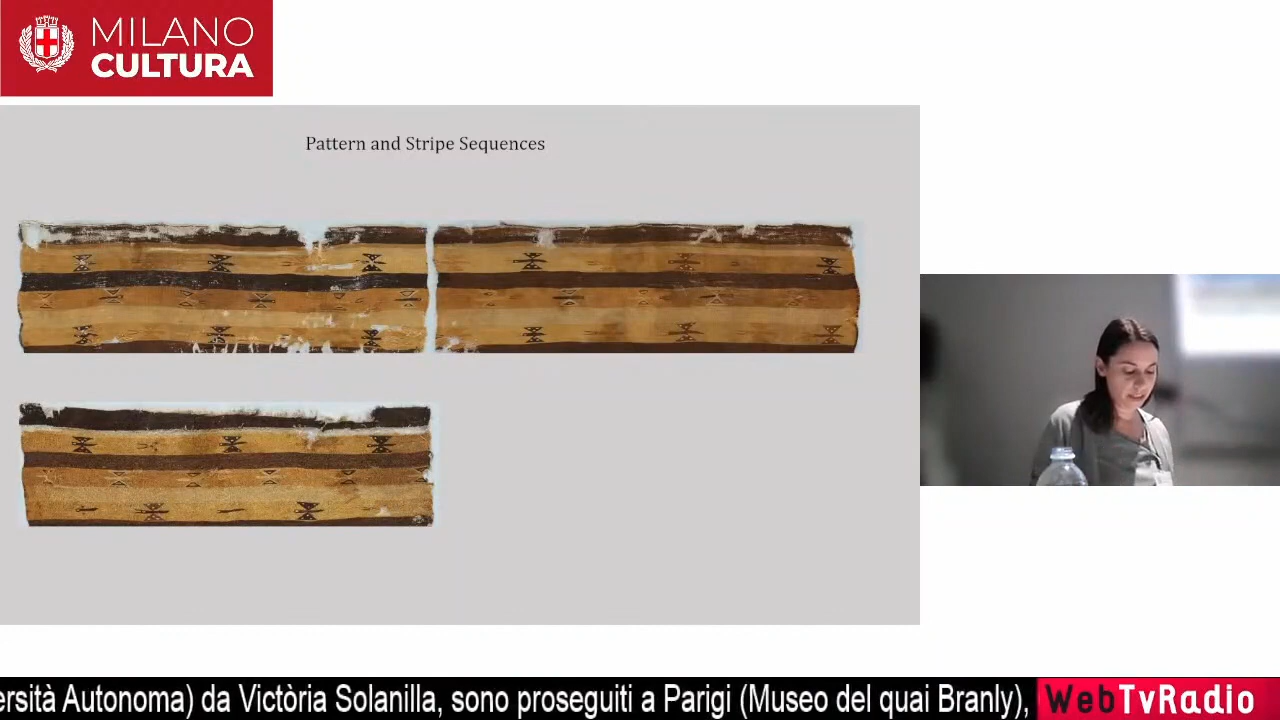 MILANO
CULTURA
Pattern and Stripe Sequences
ersità Autonoma) da Victòria Solanilla, sono proseguiti a Parigi (Museo del quai Branly),
WebTvRadio